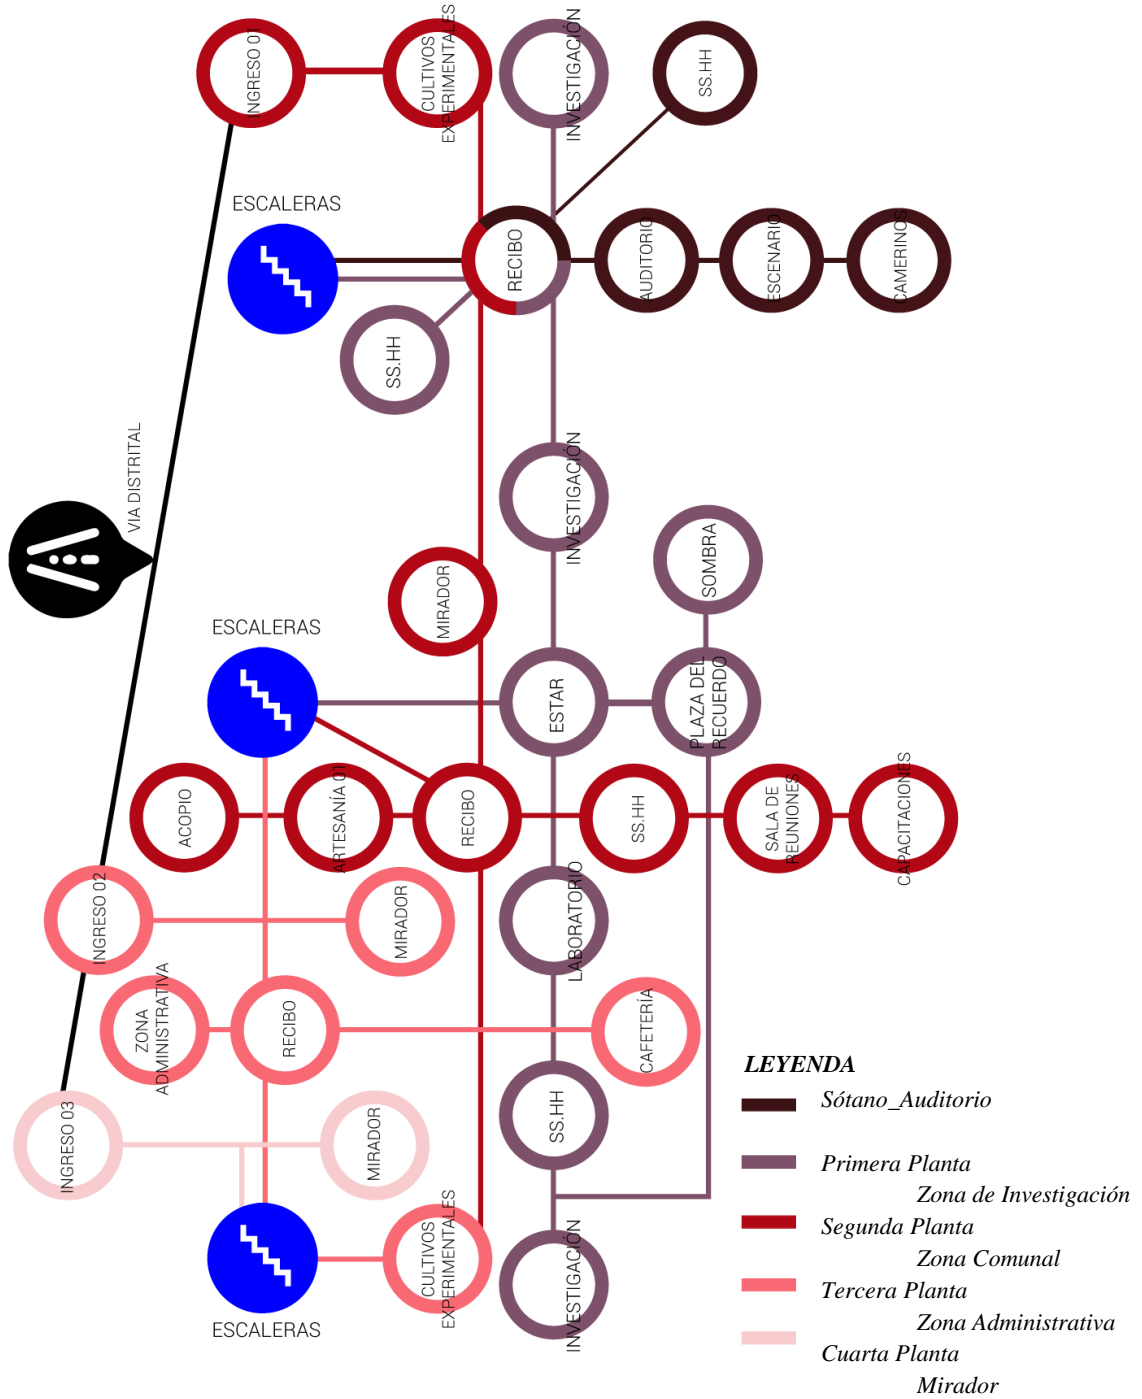 INGRESO 01
CULTIVOS
EXPERIMENTALES
INVESTIGACIÓN
SS.HH
ESCALERAS
RECIBO
AUDITORIO
ESCENARIO
CAMERINOS
SS.HH
VIA DISTRITAL
INVESTIGACIÓN
SOMBRA
MIRADOR
ESCALERAS
ESTAR
PLAZA DEL
RECUERDO
ACOPIO
ARTESANÍA 01
RECIBO
SS.HH
SALA DE
REUNIONES
CAPACITACIONES
INGRESO 02
MIRADOR
LABORATORIO
ZONA
ADMINISTRATIVA
RECIBO
CAFETERÍA
INGRESO 03
MIRADOR
SS.HH
CULTIVOS
EXPERIMENTALES
INVESTIGACIÓN
ESCALERAS
LEYENDA
Sótano_Auditorio
Primera Planta
Zona de Investigación
Segunda Planta
Zona Comunal
Tercera Planta
Zona Administrativa
Cuarta Planta
Mirador